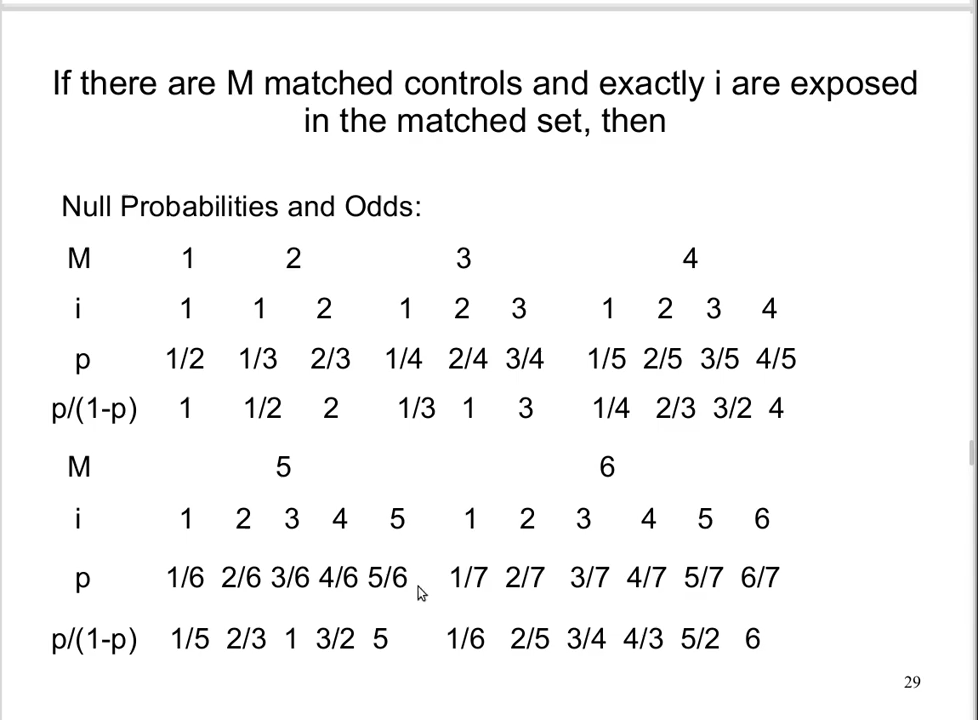 If there are M matched controls and exactly i are exposed
in the matched set, then
Null Probabilities and Odds:
M 1 2 3 4
i 1 1 2 1 2 3 1 2 3 4
p 1/2 1/3 2/3 1/4 2/4 3/4 1/5 2/5 3/5 4/5
p/(1-p) 1 1/2 2 1/3 1 3 1/4 2/3 3/2 4
M 5 6
i 1 2 3 4 5 1 2 3 4 5 6
p 1/6 2/6 3/6 4/6 5/6 1/7 2/7 3/7 4/7 5/7 6/7
p/(1-p) 1/5 2/3 1 3/2 5 1/6 2/5 3/4 4/3 5/2 6
29